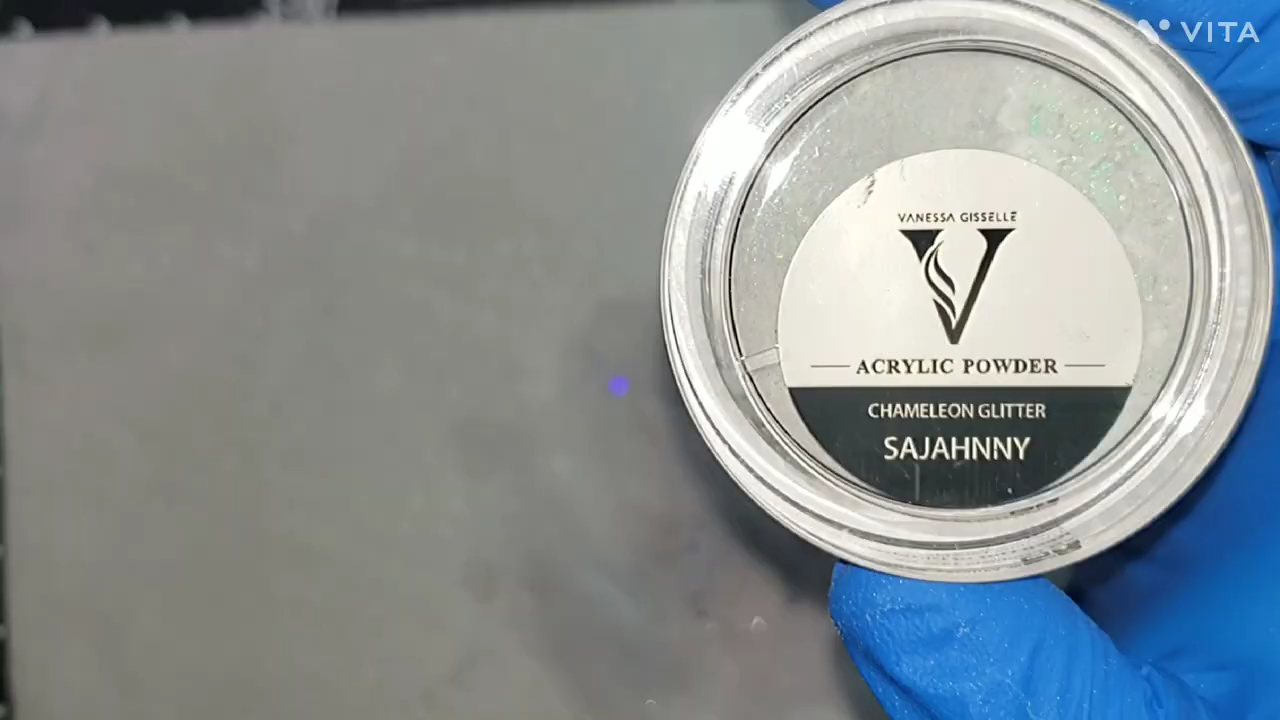 VITA
VANESSA GISSELLE
V
ACRYLIC POWDER
CHAMELEON GLITTER
SAJAHNNY